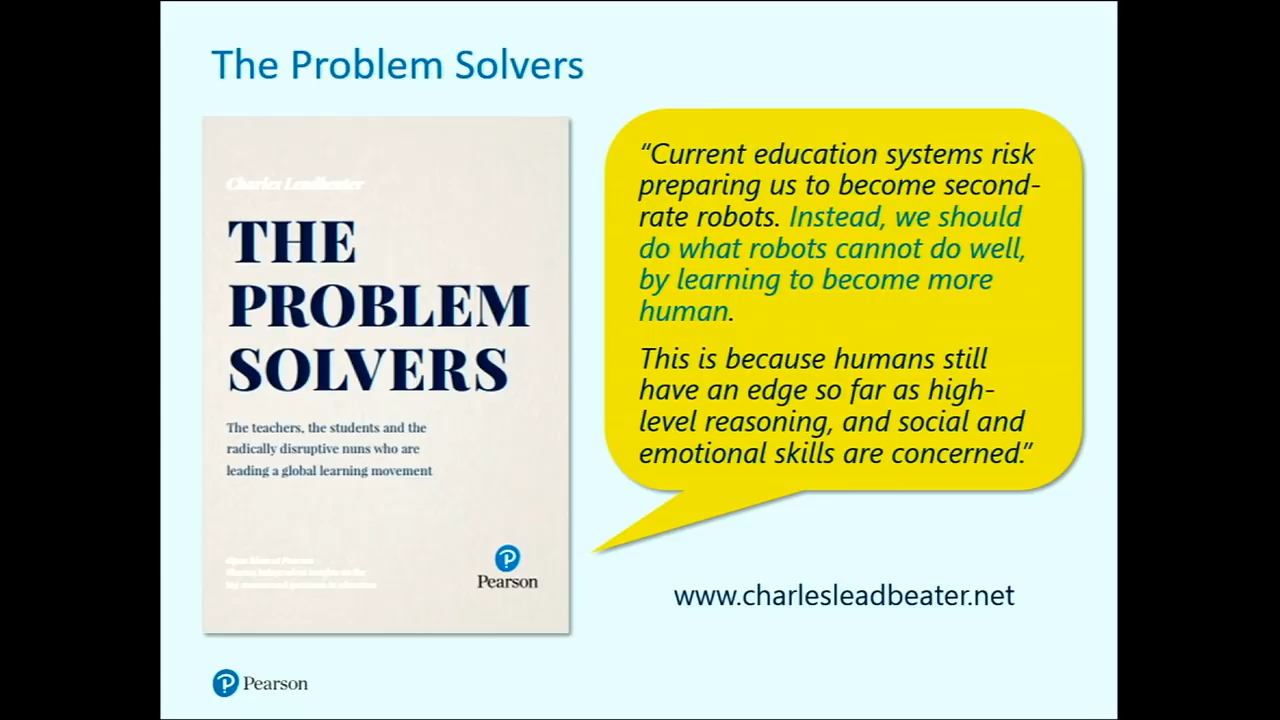 The Problem Solvers
Charles Leadbeater
THE
PROBLEM
SOLVERS
The teachers, the students and the
radically disruptive nuns who are
leading a global learning movement
Pearson
“Current education systems risk
preparing us to become second-
rate robots. Instead, we should
do what robots cannot do well,
by learning to become more
human.
This is because humans still
have an edge so far as high-
level reasoning, and social and
emotional skills are concerned.”
www.charlesleadbeater.net
Pearson